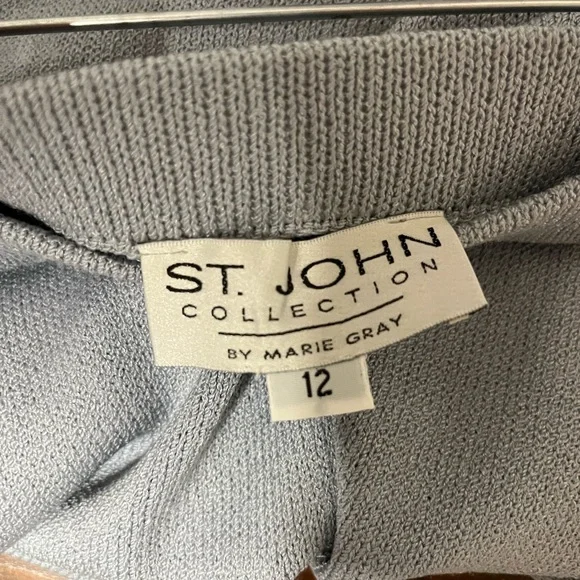 ST. JOHN
COLLECTION
BY MARIE GRAY
12